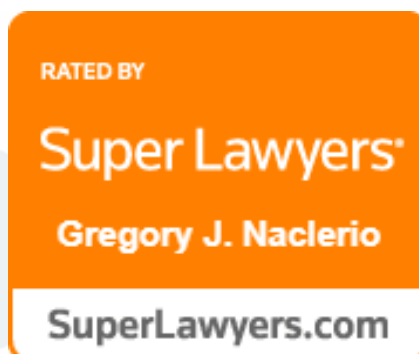 RATED BY
Super Lawyers®
Gregory J. Naclerio
SuperLawyers.com